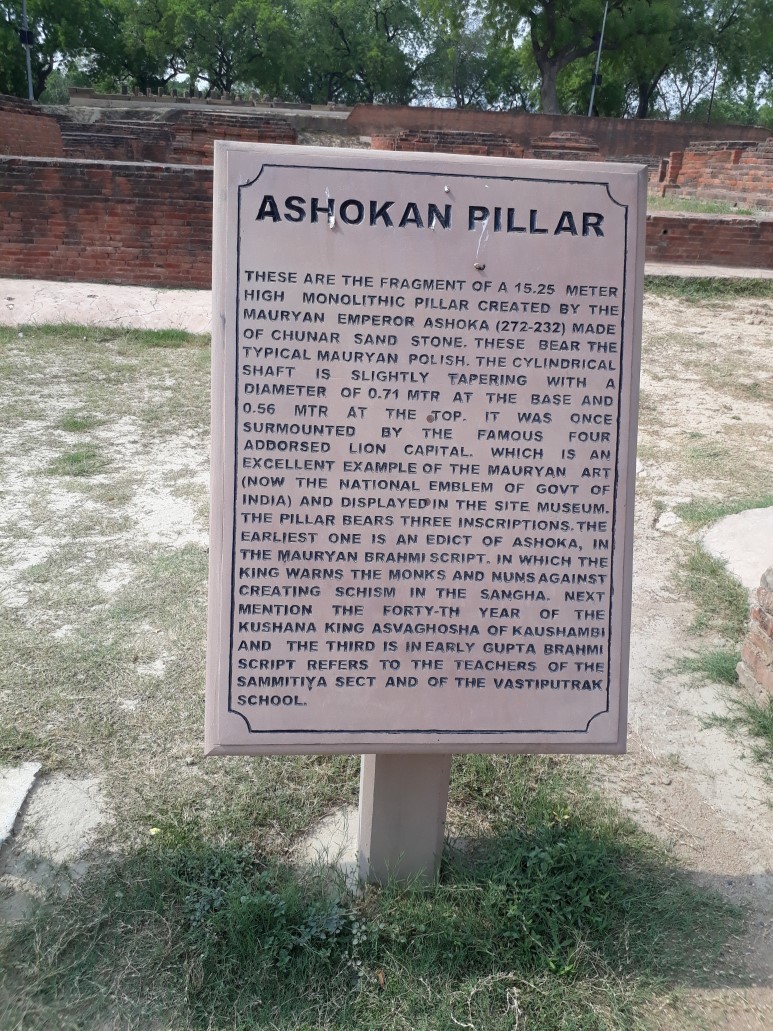 ASHOKAN PILLAR
THESE ARE THE FRAGMENT OF A 15.25 METER
HIGH MONOLITHIC PILLAR CREATED BY THE
MAURYAN EMPEROR ASHOKA (272-232) MADE
OF CHUNAR SAND STONE. THESE BEAR THE
TYPICAL MAURYAN POLISH. THE CYLINDRICAL
SHAFT IS SLIGHTLY TAPERING WITH A
DIAMETER OF 0.71 MTR AT THE BASE AND
0.56 MTR AT THE TOP. IT WAS ONCE
SURMOUNTED BY THE FAMOUS FOUR
ADDORSED LION CAPITAL. WHICH IS AN
EXCELLENT EXAMPLE OF THE MAURYAN ART
(NOW THE NATIONAL EMBLEM OF GOVT OF
INDIA) AND DISPLAYED IN THE SITE MUSEUM.
THE PILLAR BEARS THREE INSCRIPTIONS. THE
EARLIEST ONE IS AN EDICT OF ASHOKA, IN
THE MAURYAN BRAHMI SCRIPT. IN WHICH THE
KING WARNS THE MONKS AND NUNS AGAINST
CREATING SCHISM IN THE SANGHA. NEXT
MENTION THE FORTY-TH YEAR OF THE
KUSHANA KING ASVAGHOSHA OF KAUSHAMBI
AND THE THIRD IS IN EARLY GUPTA BRAHMI
SCRIPT REFERS TO THE TEACHERS OF THE
SAMMITIYA SECT AND OF THE VASTIPUTRAK
SCHOOL.